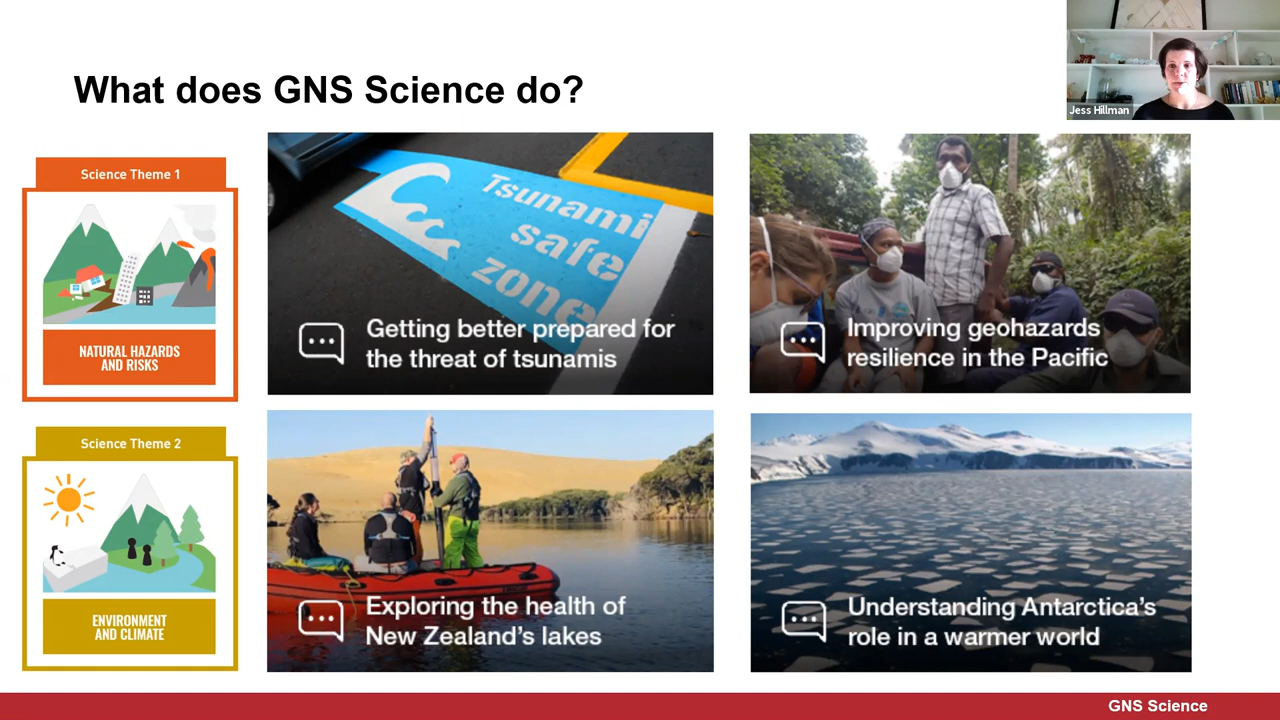 What does GNS Science do?
Jess Hillman
Science Theme 1
NATURAL HAZARDS
AND RISKS
Tsunami
safe
zone
Getting better prepared for
the threat of tsunamis
Improving geohazards
resilience in the Pacific
Science Theme 2
ENVIRONMENT
AND CLIMATE
Exploring the health of
New Zealand's lakes
Understanding Antarctica's
role in a warmer world
GNS Science